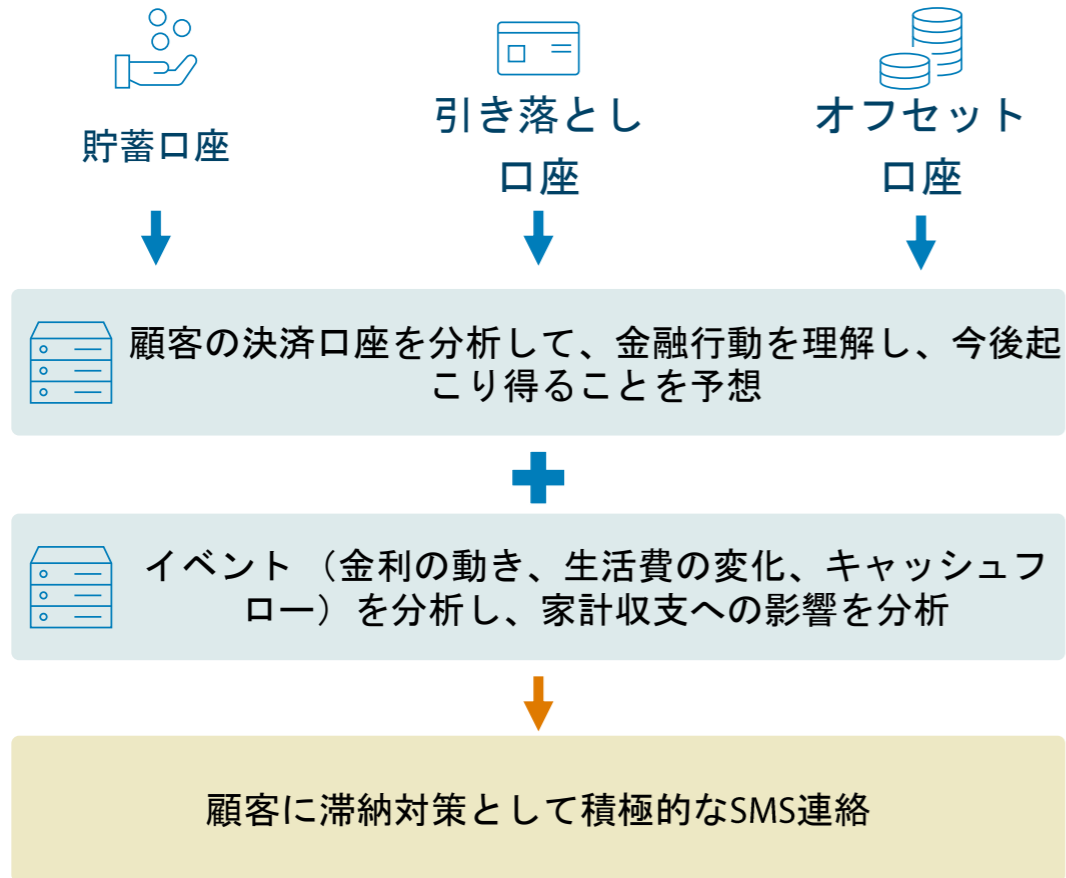 貯蓄口座
引き落とし
口座
オフセット
口座
顧客の決済口座を分析して、金融行動を理解し、今後起
こり得ることを予想
イベント （金利の動き、生活費の変化、キャッシュフ
ロー）を分析し、家計収支への影響を分析
顧客に滞納対策として積極的なSMS連絡